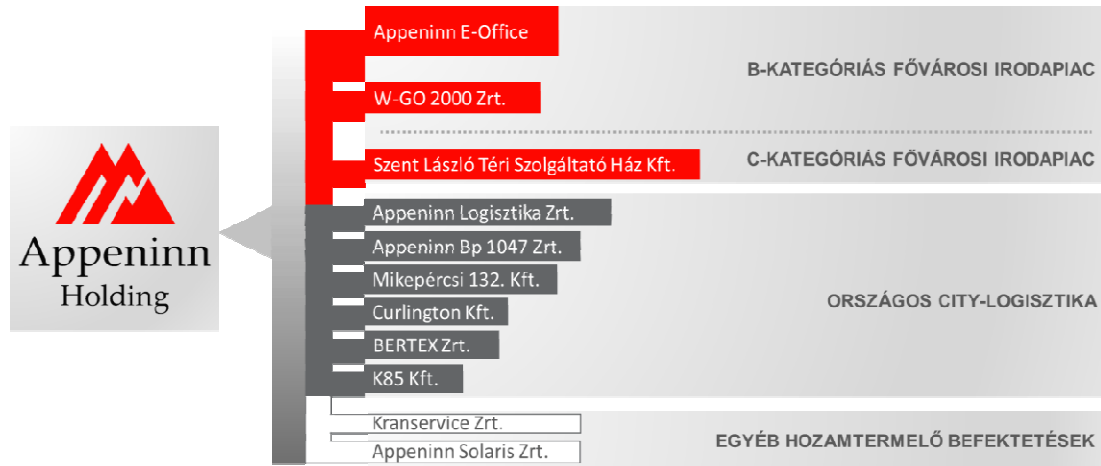 Appeninn
Holding
Appeninn E-Office
W-GO 2000 Zrt.
B-KATEGÓRIÁS FŐVÁROSI IRODAPIAC
Szent László Téri Szolgáltató Ház Kft.
C-KATEGÓRIÁS FŐVÁROSI IRODAPIAC
Appeninn Logisztika Zrt.
Appeninn Bp 1047 Zrt.
Mikepércsi 132. Kft.
Curlington Kft.
BERTEX Zrt.
K85 Kft.
ORSZÁGOS CITY-LOGISZTIKA
Kranservice Zrt.
Appeninn Solaris Zrt.
EGYÉB HOZAMTERMELŐ BEFEKTETÉSEK